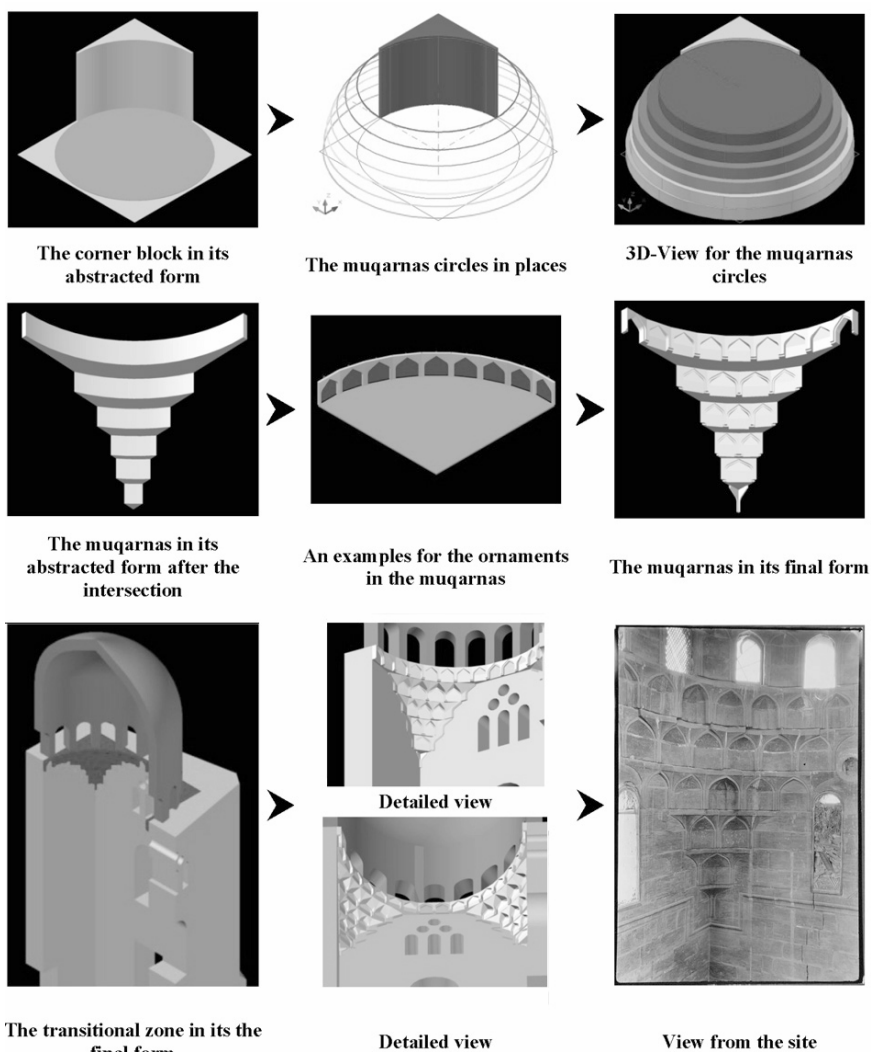 The corner block in its
abstracted form
The muqarnas circles in places
3D-View for the muqarnas
circles
The muqarnas in its
abstracted form after the
intersection
An examples for the ornaments
in the muqarnas
The muqarnas in its final form
Detailed view
The transitional zone in its the
final form
Detailed view
View from the site